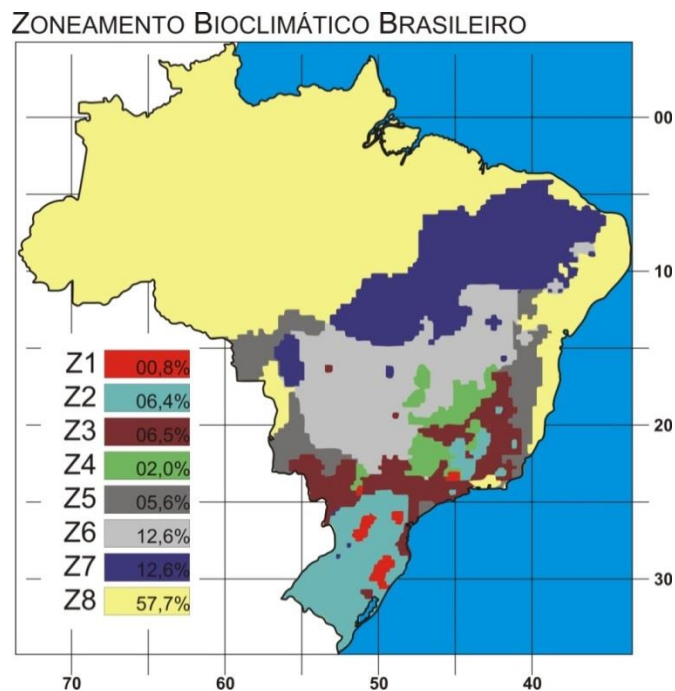 ZONEAMENTO BIOCLIMÁTICO BRASILEIRO
00
10
20
30
Z1 00,8%
Z2 06,4%
Z3 06,5%
Z4 02,0%
Z5 05,6%
Z6 12,6%
Z7 12,6%
Z8 57,7%
70 60 50 40